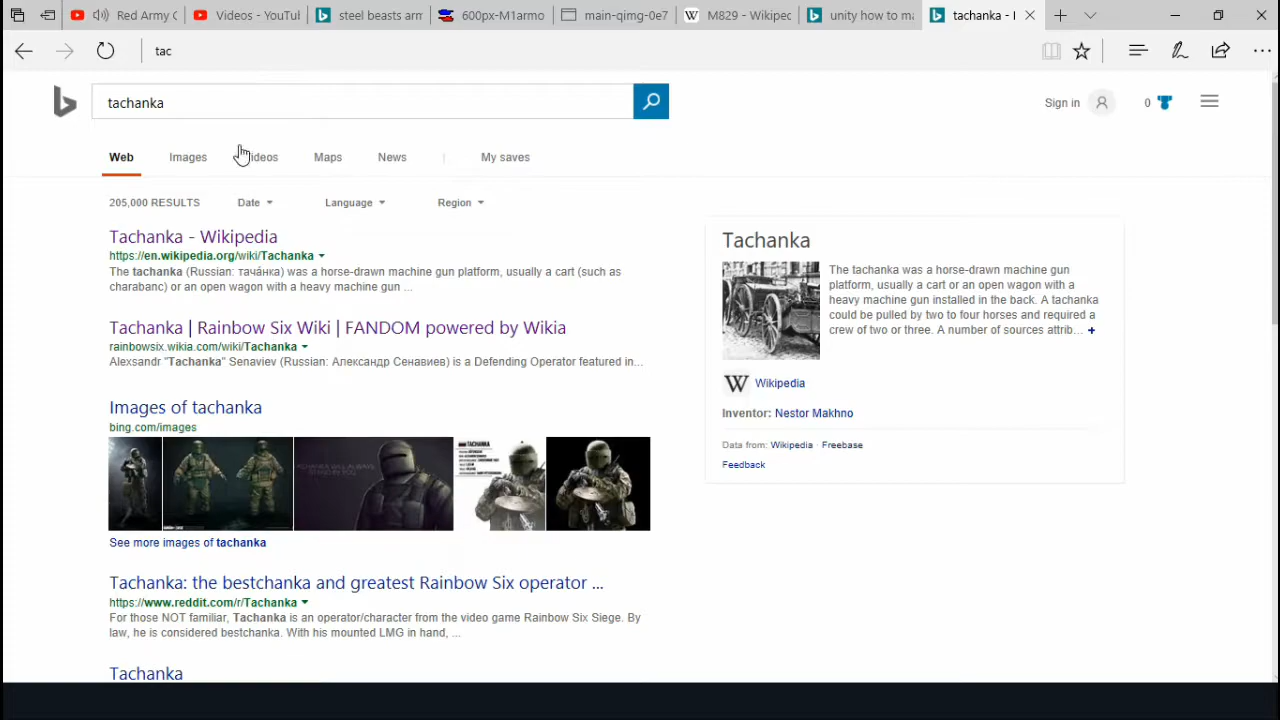 Red Army C
Videos - YouTul
steel beasts arm
600px-M1armo
main-qimg-0e7
M829 - Wikipec
unity how to ma
tachanka - I
tac
tachanka
Sign in
0
Web
Images
Videos
Maps
News
My saves
205,000 RESULTS
Date
Language
Region
Tachanka - Wikipedia
https://en.wikipedia.org/wiki/Tachanka
The tachanka (Russian: тача́нка) was a horse-drawn machine gun platform, usually a cart (such as
charabanc) or an open wagon with a heavy machine gun ...
Tachanka | Rainbow Six Wiki | FANDOM powered by Wikia
rainbowsix.wikia.com/wiki/Tachanka
Alexsandr "Tachanka" Senaviev (Russian: Александр Сенавиев) is a Defending Operator featured in...
Images of tachanka
bing.com/images
TACHANKA WILL ALWAYS
STAND BY YOU
TACHANKA
See more images of tachanka
Tachanka: the bestchanka and greatest Rainbow Six operator ...
https://www.reddit.com/r/Tachanka
For those NOT familiar, Tachanka is an operator/character from the video game Rainbow Six Siege. By
law, he is considered bestchanka. With his mounted LMG in hand, ...
Tachanka
Tachanka
The tachanka was a horse-drawn machine gun
platform, usually a cart or an open wagon with a
heavy machine gun installed in the back. A tachanka
could be pulled by two to four horses and required a
crew of two or three. A number of sources attrib... +
W Wikipedia
Inventor: Nestor Makhno
Data from: Wikipedia · Freebase
Feedback